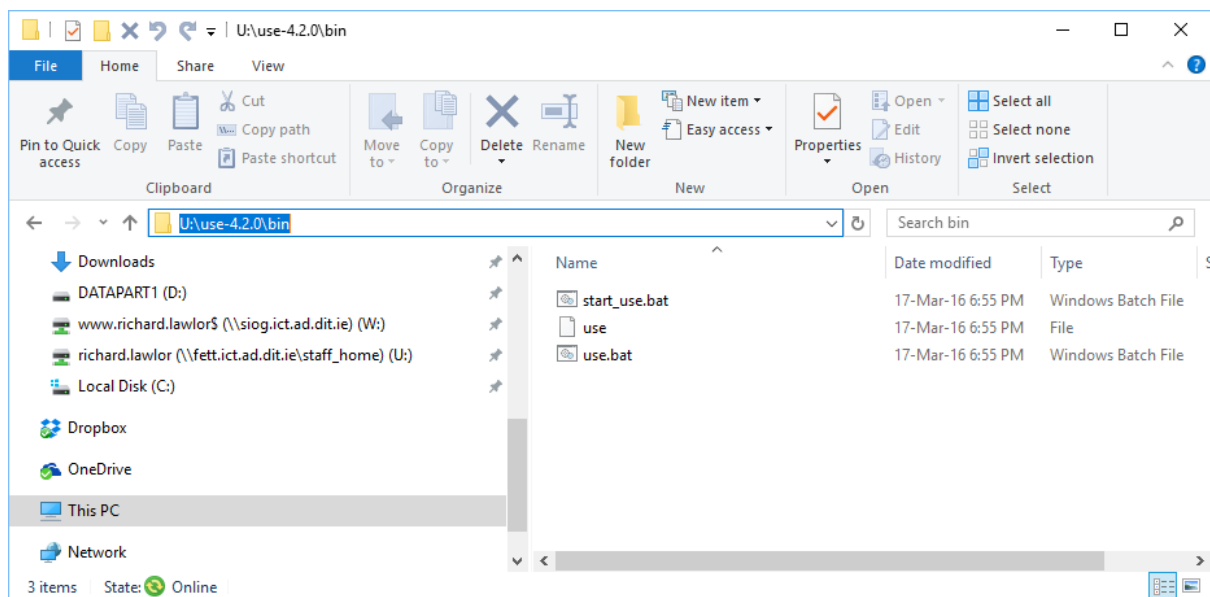 U:\use-4.2.0\bin
File Home Share View
Pin to Quick access
Copy
Paste
Cut
Copy path
Paste shortcut
Move to
Copy to
Delete
Rename
New folder
New item
Easy access
Properties
Open
Edit
History
Select all
Select none
Invert selection
Clipboard Organize New Open Select
U:\use-4.2.0\bin Search bin
Downloads
DATAPART1 (D:)
www.richard.lawlor$ (\\siog.ict.ad.dit.ie) (W:)
richard.lawlor (\\fett.ict.ad.dit.ie\staff_home) (U:)
Local Disk (C:)
Dropbox
OneDrive
This PC
Network
Name Date modified Type S
start_use.bat 17-Mar-16 6:55 PM Windows Batch File
use 17-Mar-16 6:55 PM File
use.bat 17-Mar-16 6:55 PM Windows Batch File
3 items State: Online